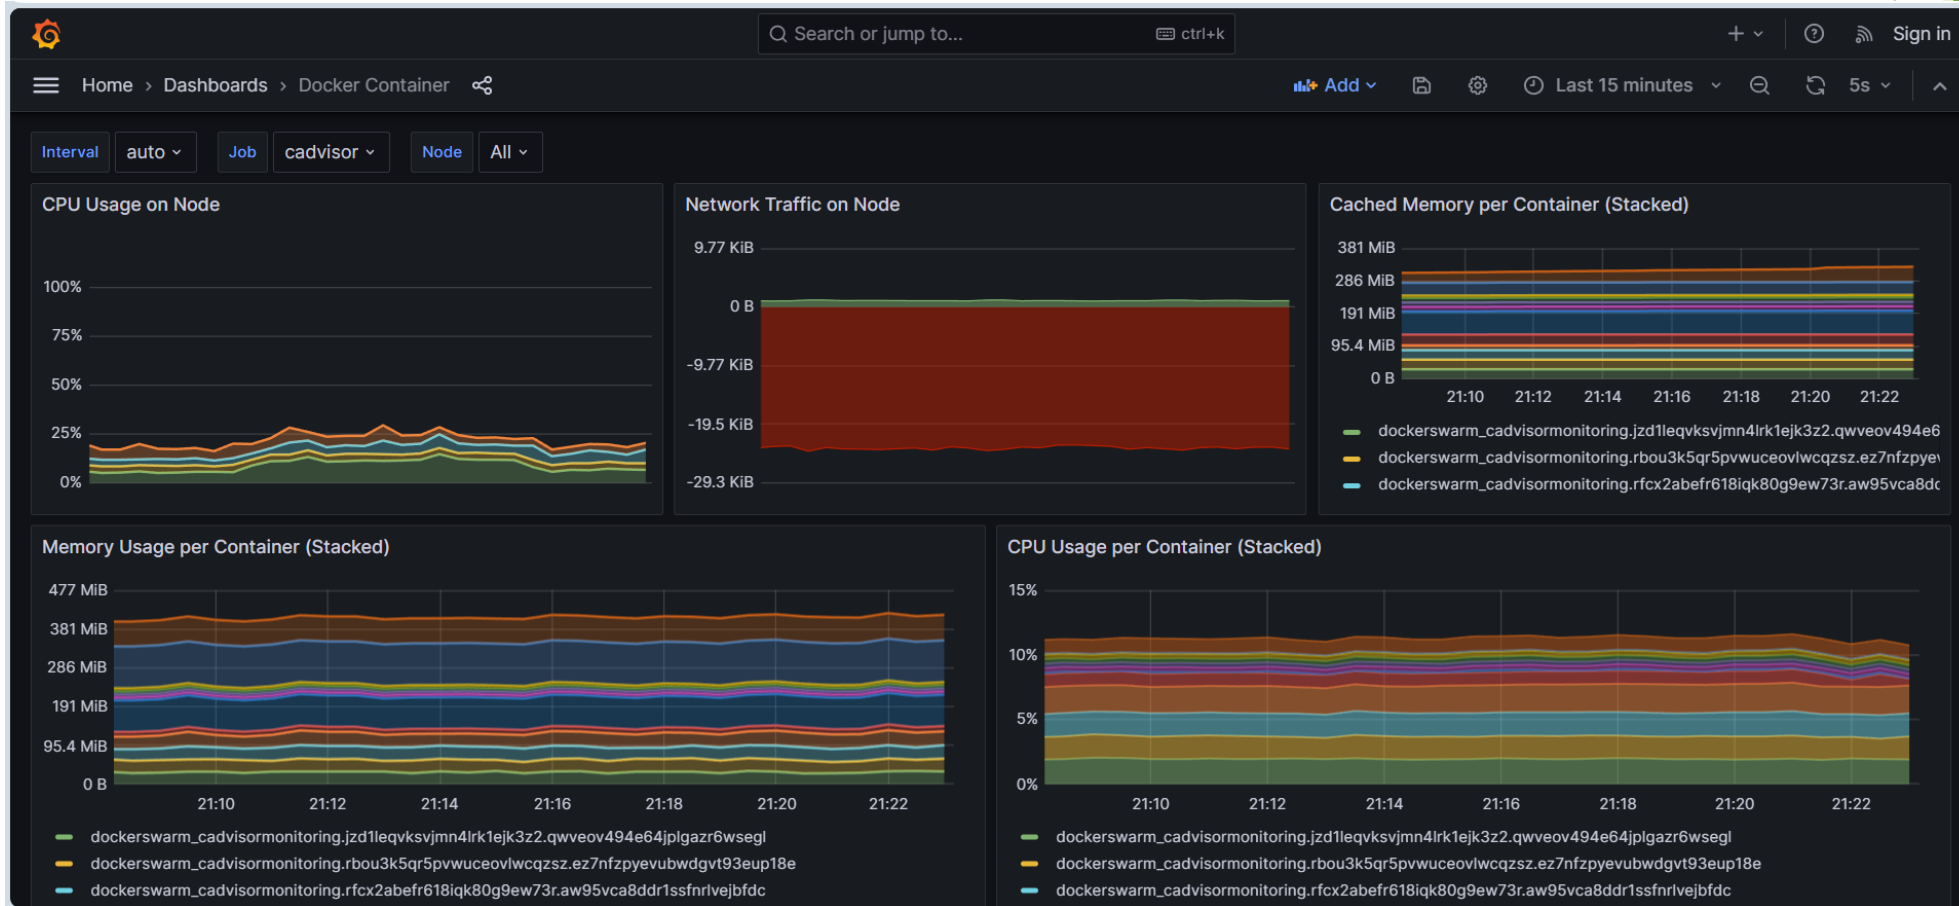 Search or jump to... ctrl+k
Sign in
Home › Dashboards › Docker Container
Add
Last 15 minutes
5s
Interval auto Job cadvisor Node All
CPU Usage on Node
100%
75%
50%
25%
0%
Network Traffic on Node
9.77 KiB
0 B
-9.77 KiB
-19.5 KiB
-29.3 KiB
Cached Memory per Container (Stacked)
381 MiB
286 MiB
191 MiB
95.4 MiB
0 B
21:10 21:12 21:14 21:16 21:18 21:20 21:22
dockerswarm_cadvisormonitoring.jzd1leqvksvjmn4lrk1ejk3z2.qwveov494e6
dockerswarm_cadvisormonitoring.rbou3k5qr5pvwuceovlwcqzsz.ez7nfzpyev
dockerswarm_cadvisormonitoring.rfcx2abefr618iqk80g9ew73r.aw95vca8dd
Memory Usage per Container (Stacked)
477 MiB
381 MiB
286 MiB
191 MiB
95.4 MiB
0 B
21:10 21:12 21:14 21:16 21:18 21:20 21:22
dockerswarm_cadvisormonitoring.jzd1leqvksvjmn4lrk1ejk3z2.qwveov494e64jplgazr6wsegl
dockerswarm_cadvisormonitoring.rbou3k5qr5pvwuceovlwcqzsz.ez7nfzpyevubwdgvt93eup18e
dockerswarm_cadvisormonitoring.rfcx2abefr618iqk80g9ew73r.aw95vca8ddr1ssfnrlvejbfdc
CPU Usage per Container (Stacked)
15%
10%
5%
0%
21:10 21:12 21:14 21:16 21:18 21:20 21:22
dockerswarm_cadvisormonitoring.jzd1leqvksvjmn4lrk1ejk3z2.qwveov494e64jplgazr6wsegl
dockerswarm_cadvisormonitoring.rbou3k5qr5pvwuceovlwcqzsz.ez7nfzpyevubwdgvt93eup18e
dockerswarm_cadvisormonitoring.rfcx2abefr618iqk80g9ew73r.aw95vca8ddr1ssfnrlvejbfdc